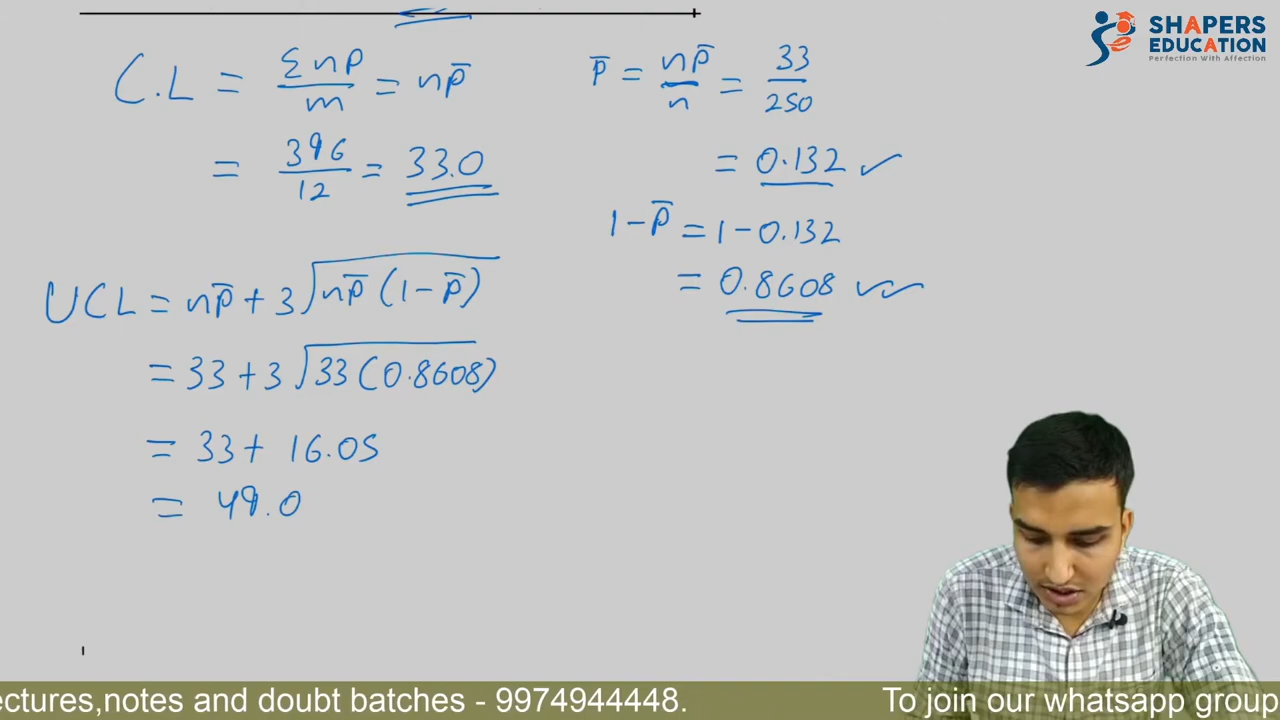 SHAPERS
EDUCATION
Perfection With Affection
C.L = Σnp/m = np̄
= 396/12 = 33.0
UCL = np̄ + 3√np̄(1-p̄)
= 33 + 3√33(0.8608)
= 33 + 16.05
= 49.0
p̄ = np̄/n = 33/250
= 0.132 ✓
1-p̄ = 1-0.132
= 0.8608 ✓✓
ectures,notes and doubt batches - 9974944448.
To join our whatsapp group